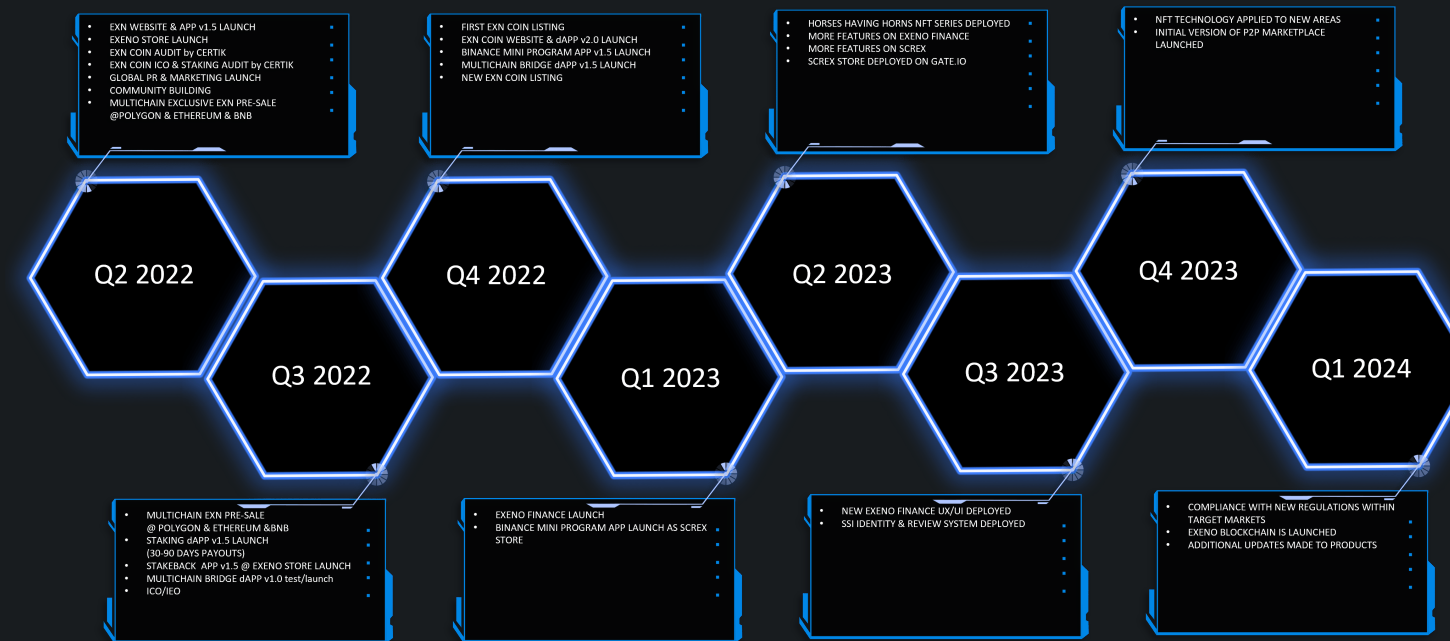 EXN WEBSITE & APP v1.5 LAUNCH
EXENO STORE LAUNCH
EXN COIN AUDIT by CERTIK
EXN COIN ICO & STAKING AUDIT by CERTIK
GLOBAL PR & MARKETING LAUNCH
COMMUNITY BUILDING
MULTICHAIN EXCLUSIVE EXN PRE-SALE
@POLYGON & ETHEREUM & BNB
FIRST EXN COIN LISTING
EXN COIN WEBSITE & dAPP v2.0 LAUNCH
BINANCE MINI PROGRAM APP v1.5 LAUNCH
MULTICHAIN BRIDGE dAPP v1.5 LAUNCH
NEW EXN COIN LISTING
HORSES HAVING HORNS NFT SERIES DEPLOYED
MORE FEATURES ON EXENO FINANCE
MORE FEATURES ON SCREX
SCREX STORE DEPLOYED ON GATE.IO
NFT TECHNOLOGY APPLIED TO NEW AREAS
INITIAL VERSION OF P2P MARKETPLACE
LAUNCHED
Q2 2022
Q4 2022
Q2 2023
Q4 2023
Q3 2022
Q1 2023
Q3 2023
Q1 2024
MULTICHAIN EXN PRE-SALE
@ POLYGON & ETHEREUM &BNB
STAKING dAPP v1.5 LAUNCH
(30-90 DAYS PAYOUTS)
STAKEBACK APP v1.5 @ EXENO STORE LAUNCH
MULTICHAIN BRIDGE dAPP v1.0 test/launch
ICO/IEO
EXENO FINANCE LAUNCH
BINANCE MINI PROGRAM APP LAUNCH AS SCREX
STORE
NEW EXENO FINANCE UX/UI DEPLOYED
SSI IDENTITY & REVIEW SYSTEM DEPLOYED
COMPLIANCE WITH NEW REGULATIONS WITHIN
TARGET MARKETS
EXENO BLOCKCHAIN IS LAUNCHED
ADDITIONAL UPDATES MADE TO PRODUCTS